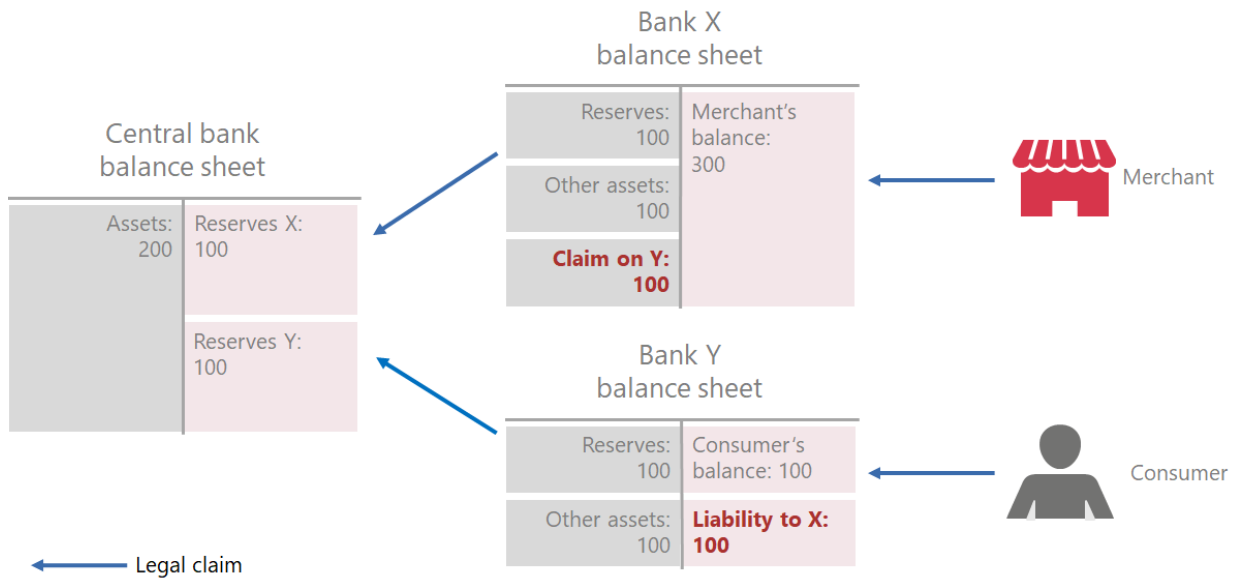 Bank X
balance sheet
Reserves:
100
Other assets:
100
Claim on Y:
100
Merchant's
balance:
300
Merchant
Central bank
balance sheet
Assets:
200
Reserves X:
100
Reserves Y:
100
Bank Y
balance sheet
Reserves:
100
Other assets:
100
Consumer's
balance: 100
Liability to X:
100
Consumer
Legal claim